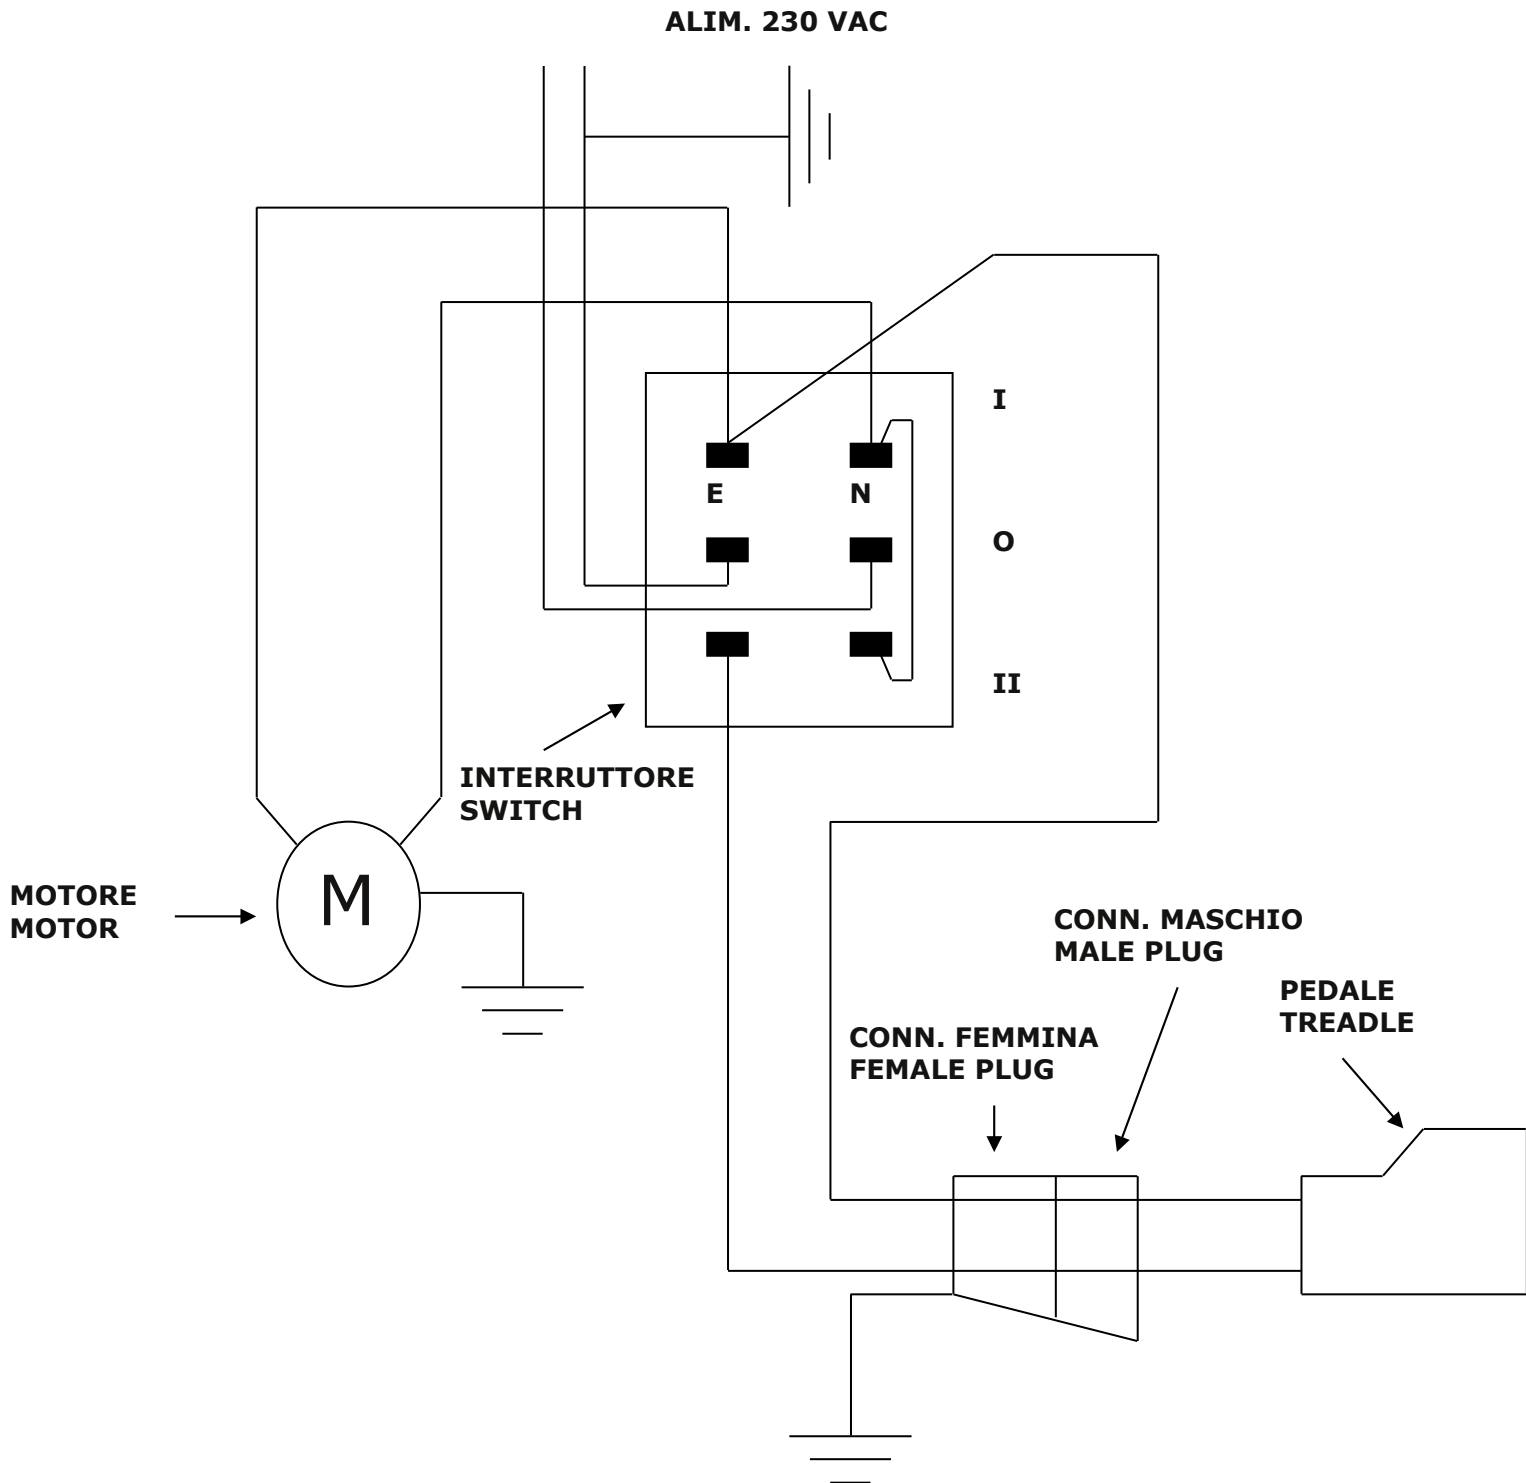 ALIM. 230 VAC
I
E
N
O
II
INTERRUTTORE
SWITCH
M
MOTORE
MOTOR
CONN. MASCHIO
MALE PLUG
PEDALE
TREADLE
CONN. FEMMINA
FEMALE PLUG